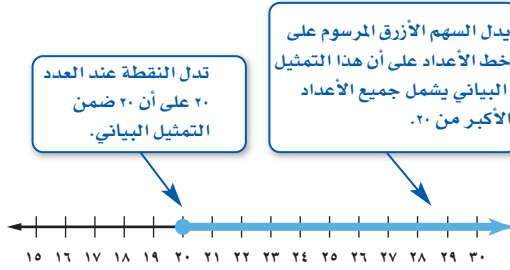 يدل السهم الأزرق المرسوم على
خط الأعداد على أن هذا التمثيل
البياني يشمل جميع الأعداد
الأكبر من ٢٠.
تدل النقطة عند العدد
٢٠ على أن ٢٠ ضمن
التمثيل البياني.
١٥ ١٦ ١٧ ١٨ ١٩ ٢٠ ٢١ ٢٢ ٢٣ ٢٤ ٢٥ ٢٦ ٢٧ ٢٨ ٢٩ ٣٠